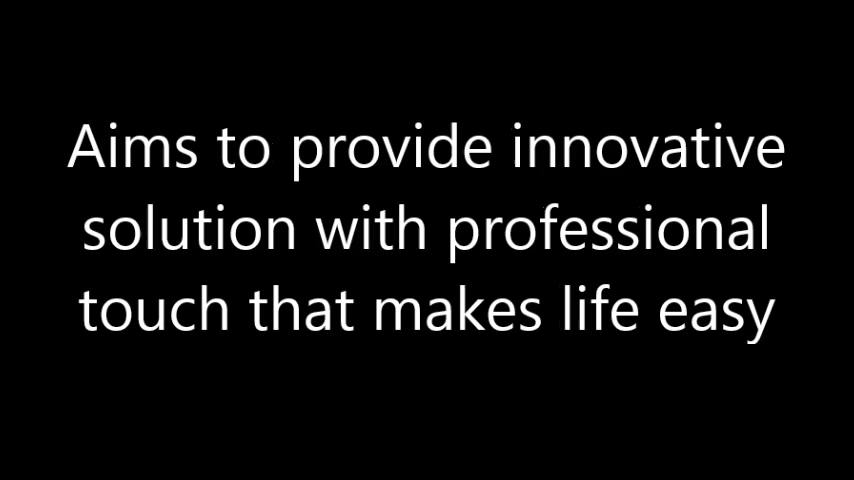 Aims to provide innovative
solution with professional
touch that makes life easy